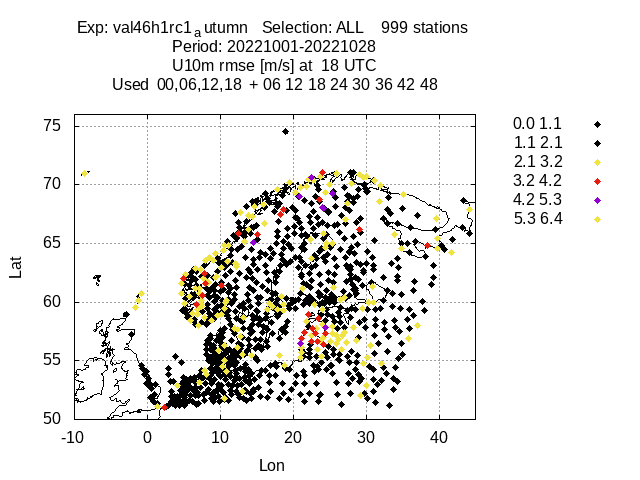 Exp: val46h1rc1a utumn Selection: ALL 999 stations
Period: 20221001-20221028
U10m rmse [m/s] at 18 UTC
Used 00,06,12,18 + 06 12 18 24 30 36 42 48
0.0 1.1
1.1 2.1
2.1 3.2
3.2 4.2
4.2 5.3
5.3 6.4
75
70
65
60
55
50
Lat
-10 0 10 20 30 40
Lon